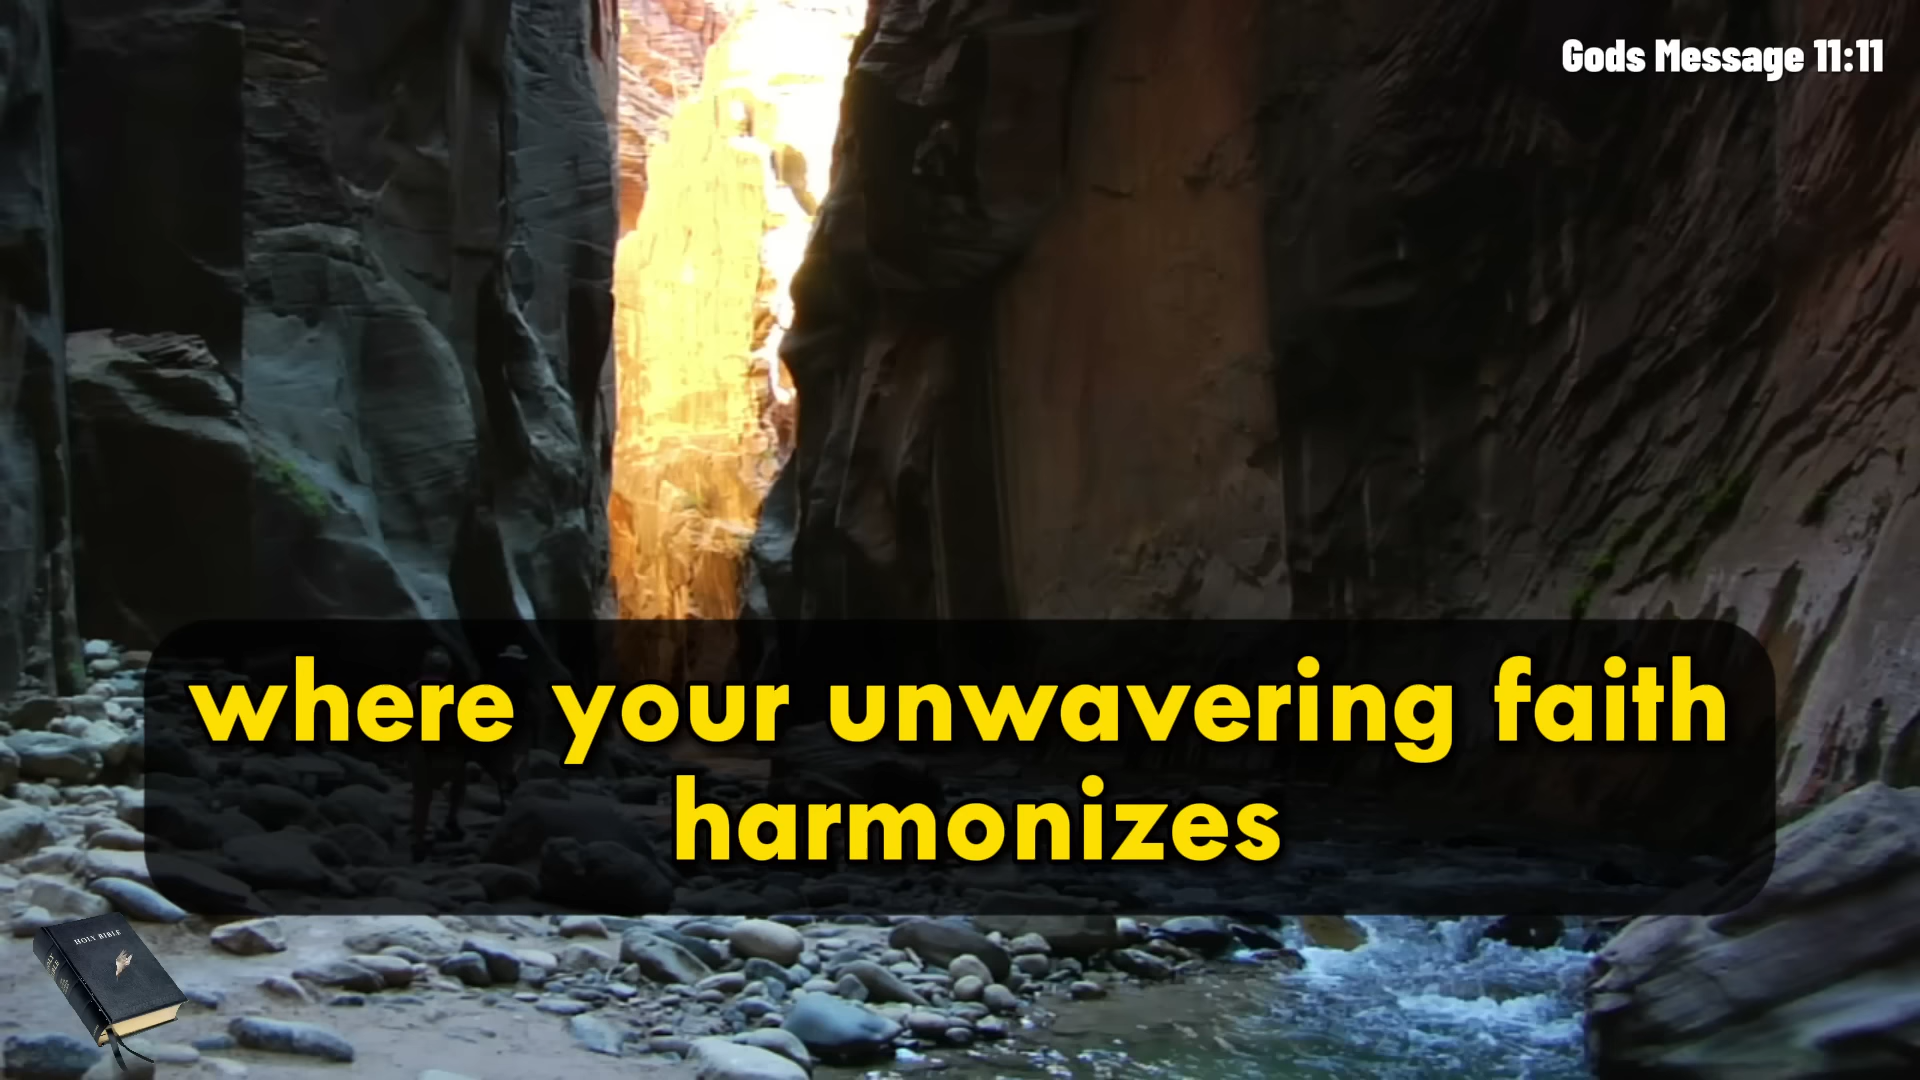 Gods Message 11:11
where your unwavering faith
harmonizes
HOLY BIBLE